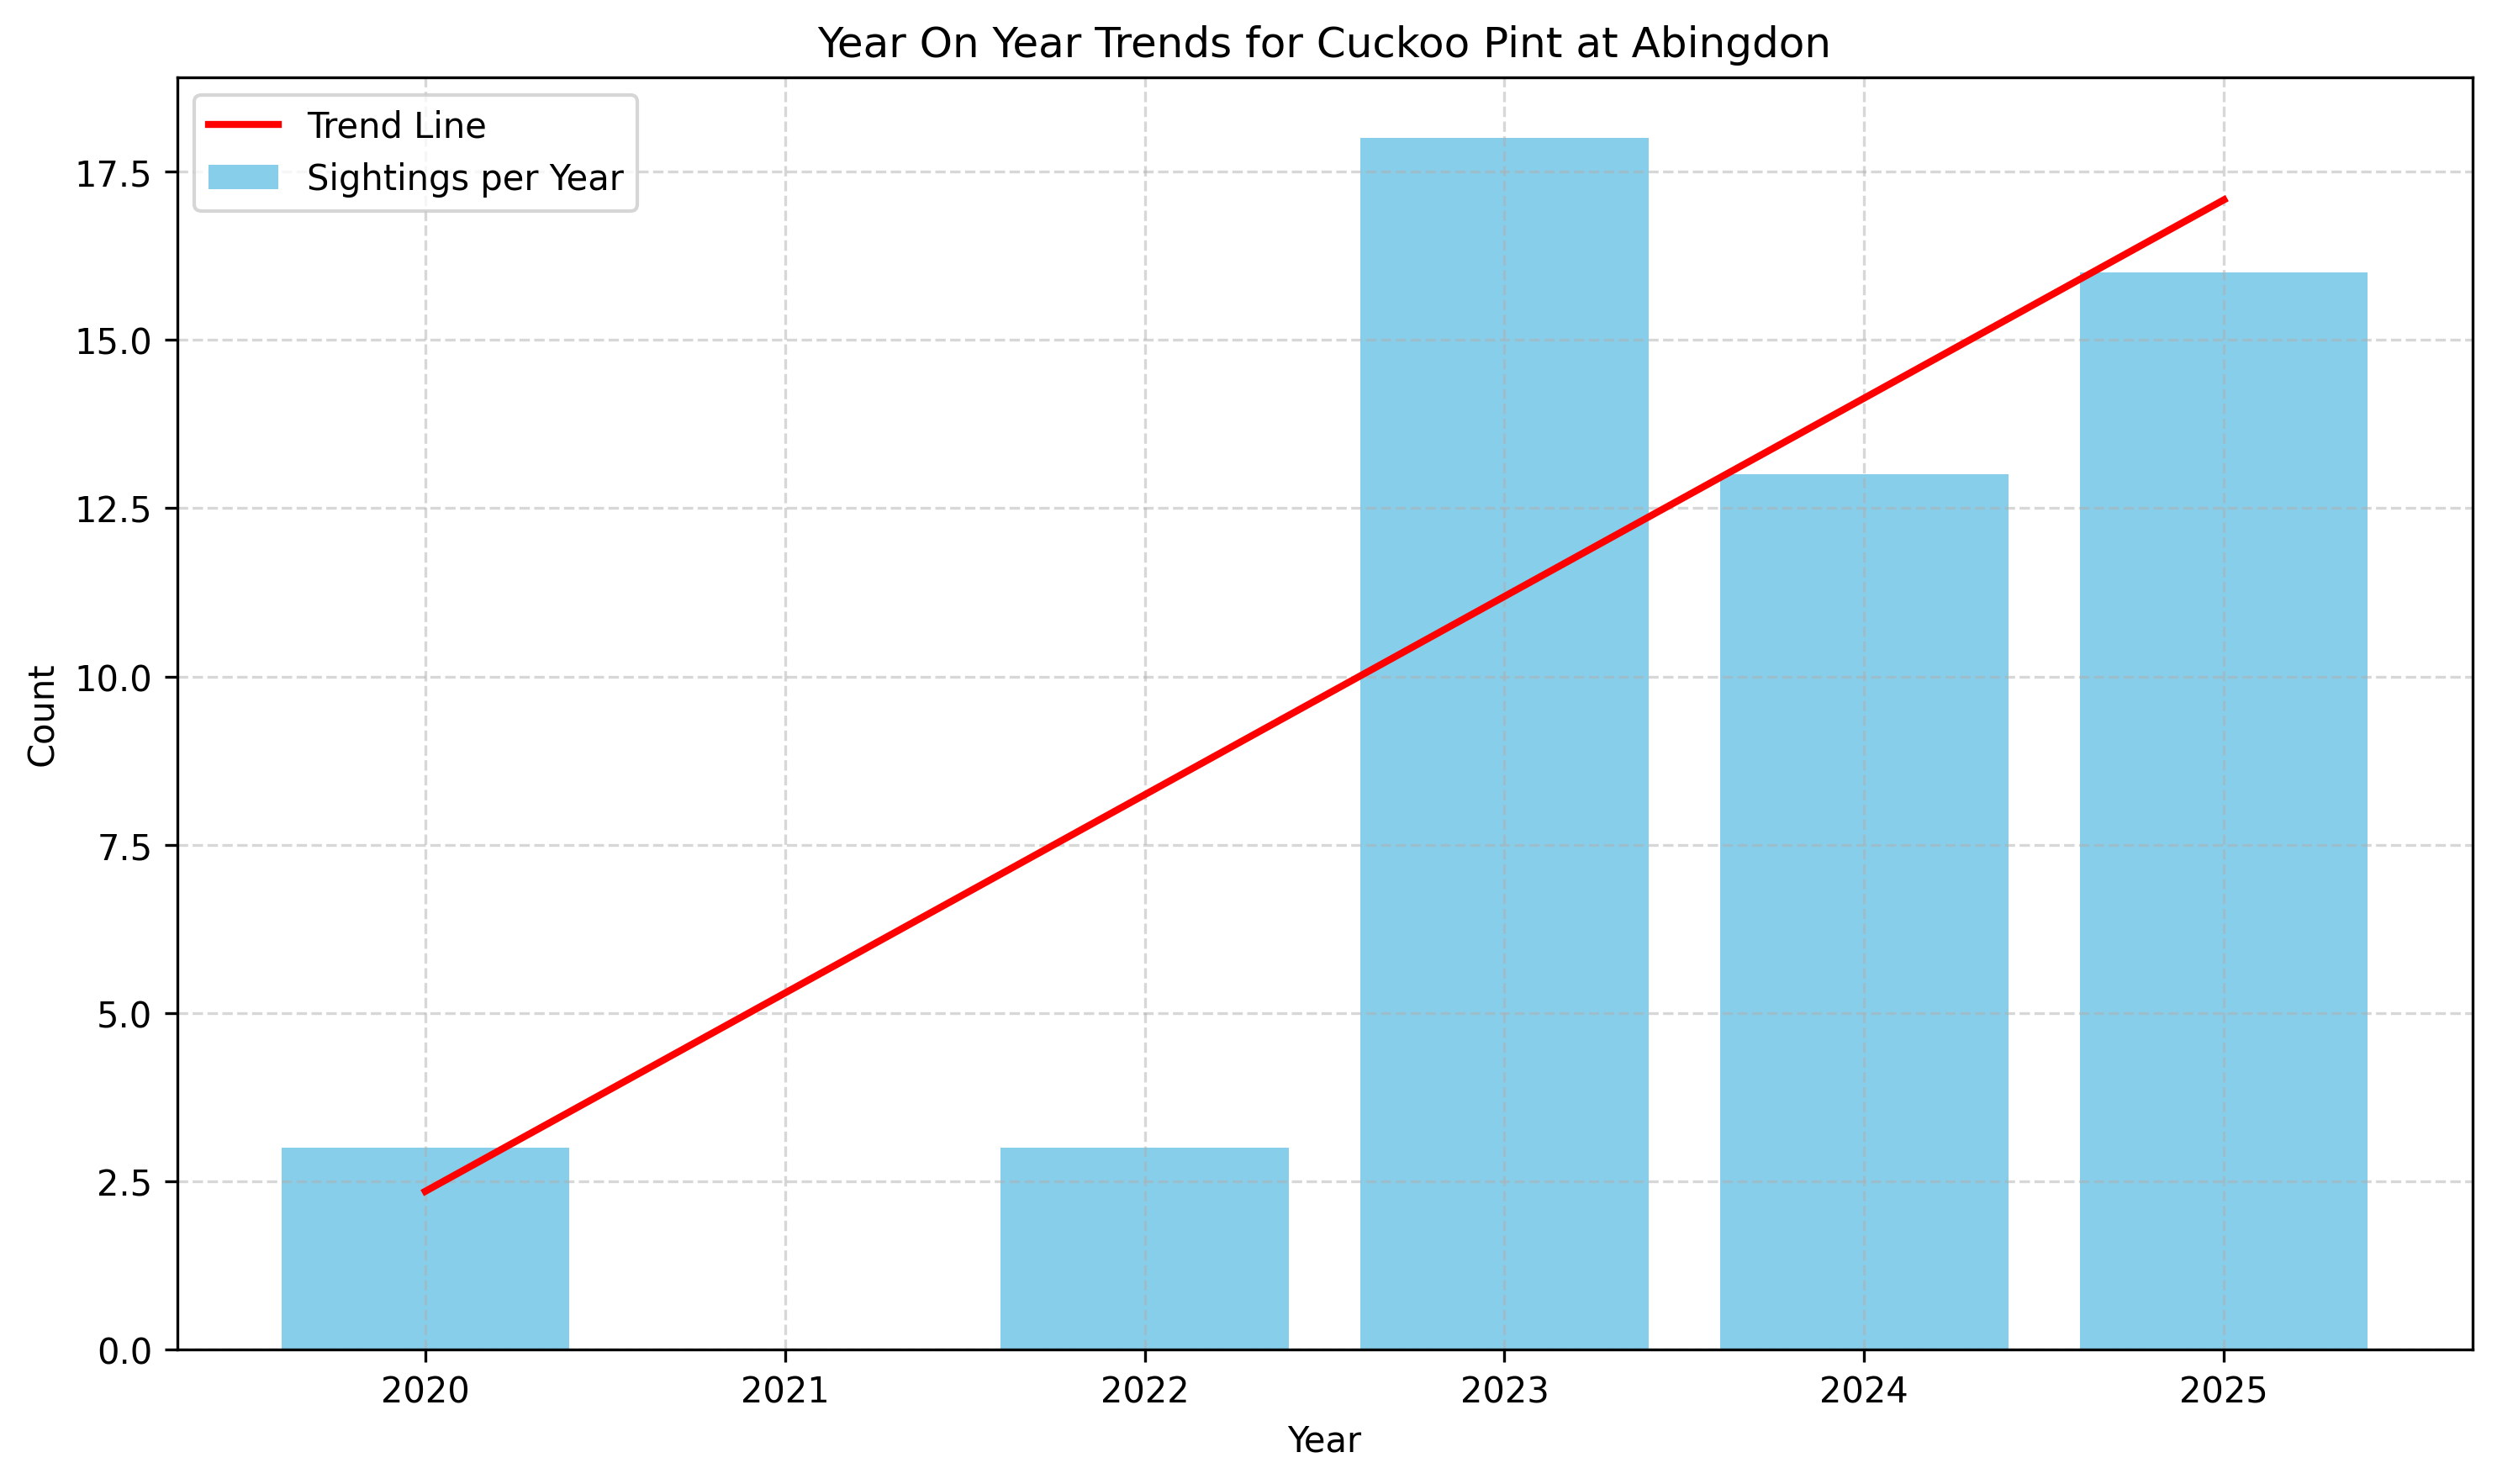 Year On Year Trends for Cuckoo Pint at Abingdon
Trend Line
Sightings per Year
17.5
15.0
12.5
10.0
7.5
5.0
2.5
0.0
Count
2020 2021 2022 2023 2024 2025
Year